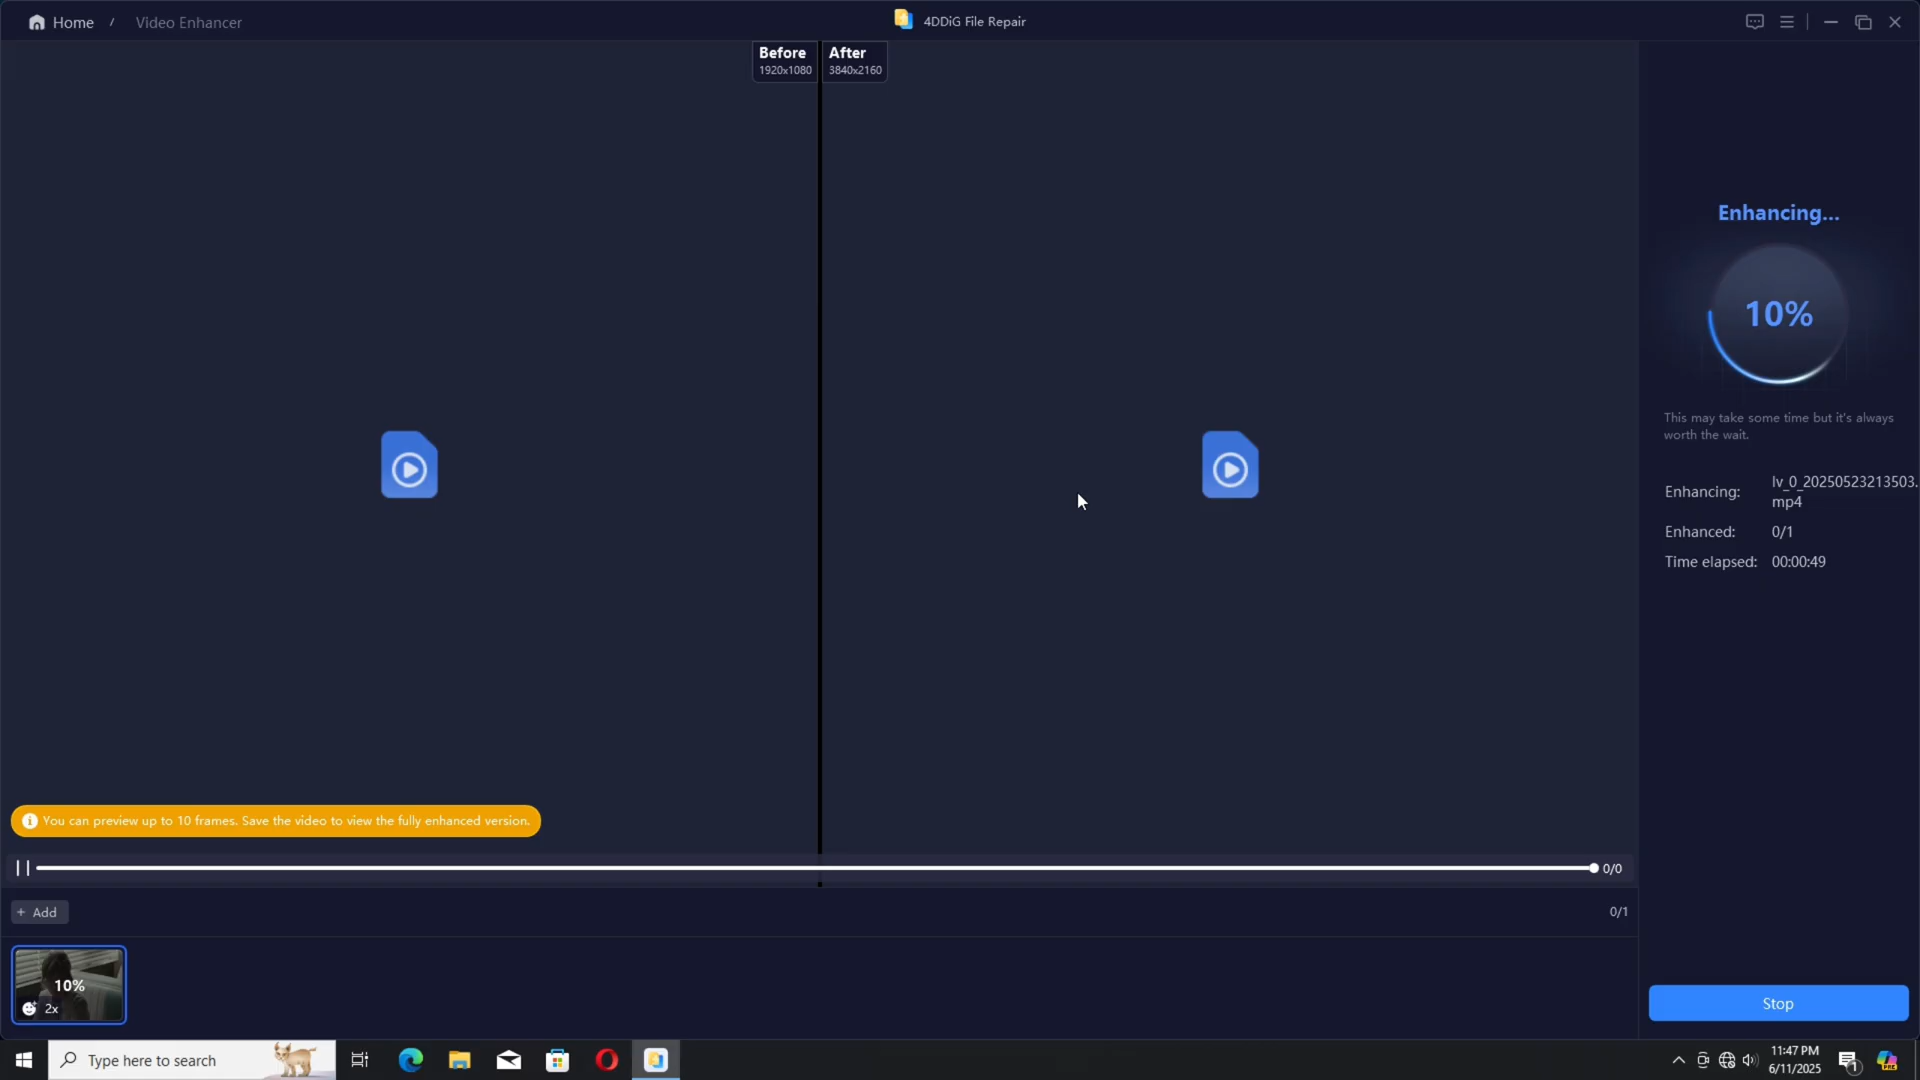 Home / Video Enhancer
4DDiG File Repair
Before
1920x1080
After
3840x2160
Enhancing...
10%
This may take some time but it's always
worth the wait.
Enhancing: lv_0_20250523213503.
mp4
Enhanced: 0/1
Time elapsed: 00:00:49
You can preview up to 10 frames. Save the video to view the fully enhanced version.
0/0
+ Add
0/1
10%
2x
Stop
Type here to search
11:47 PM
6/11/2025
1
PRE